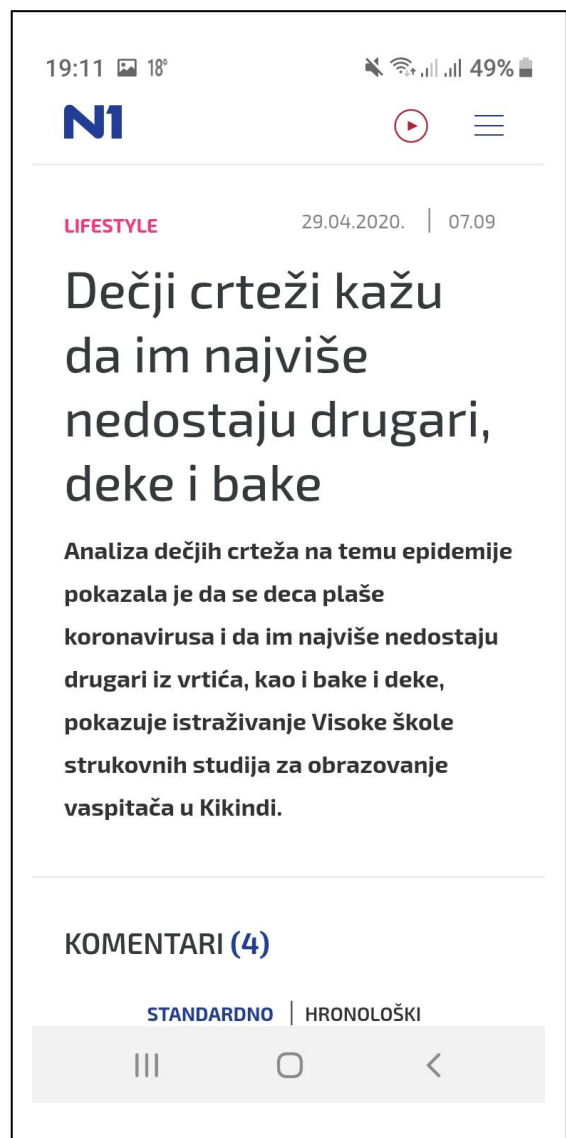 19:11 18° 49%
N1
LIFESTYLE 29.04.2020. | 07.09
Dečji crteži kažu
da im najviše
nedostaju drugari,
deke i bake
Analiza dečjih crteža na temu epidemije
pokazala je da se deca plaše
koronavirusa i da im najviše nedostaju
drugari iz vrtića, kao i bake i deke,
pokazuje istraživanje Visoke škole
strukovnih studija za obrazovanje
vaspitača u Kikindi.
KOMENTARI (4)
STANDARDNO | HRONOLOŠKI